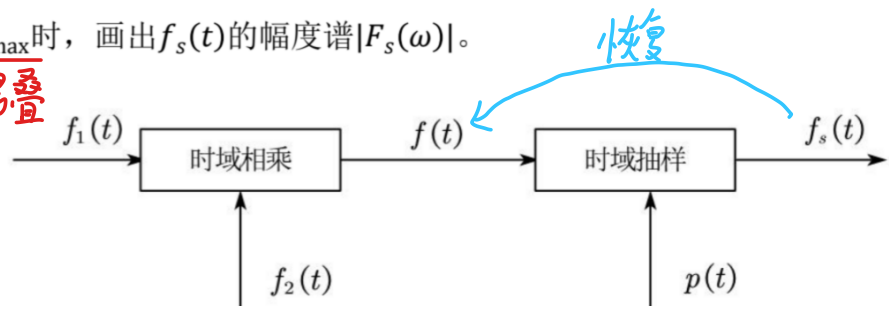 max时，画出fs(t)的幅度谱|Fs(ω)|。
恢复
叠
f1(t)
时域相乘
f(t)
时域抽样
fs(t)
f2(t)
p(t)